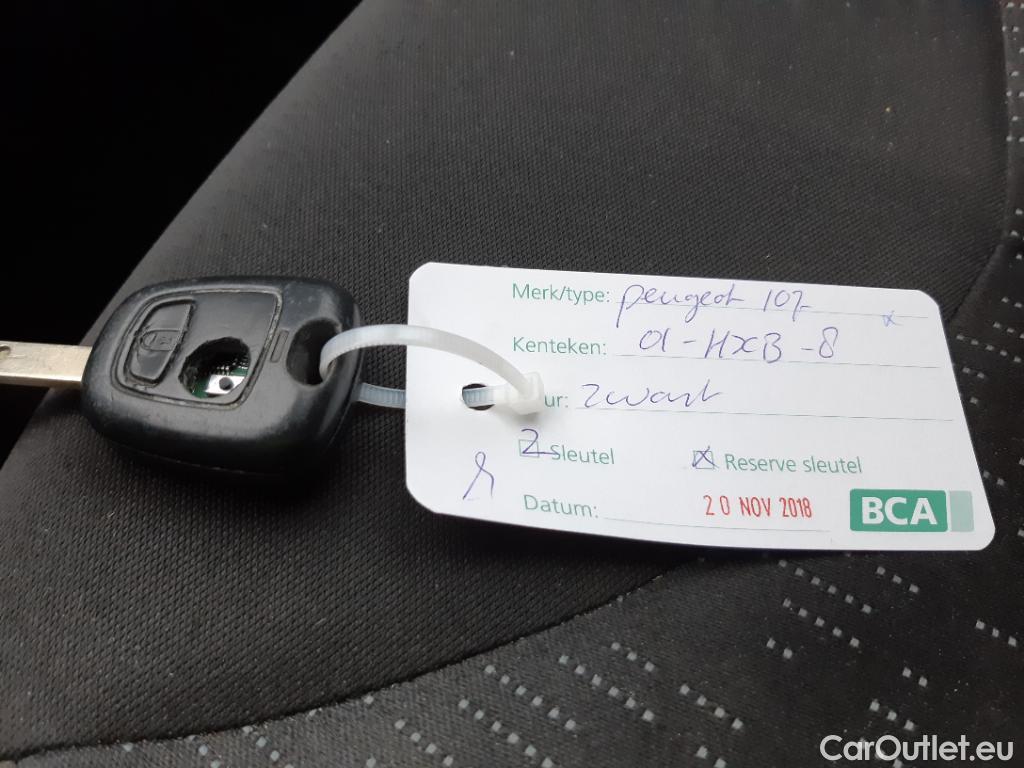 Merk/type: peugeot 107
x
Kenteken: 01-HXB-8
ur: zwart
2 Sleutel
x Reserve sleutel
Datum: 20 NOV 2018
BCA
CarOutlet.eu